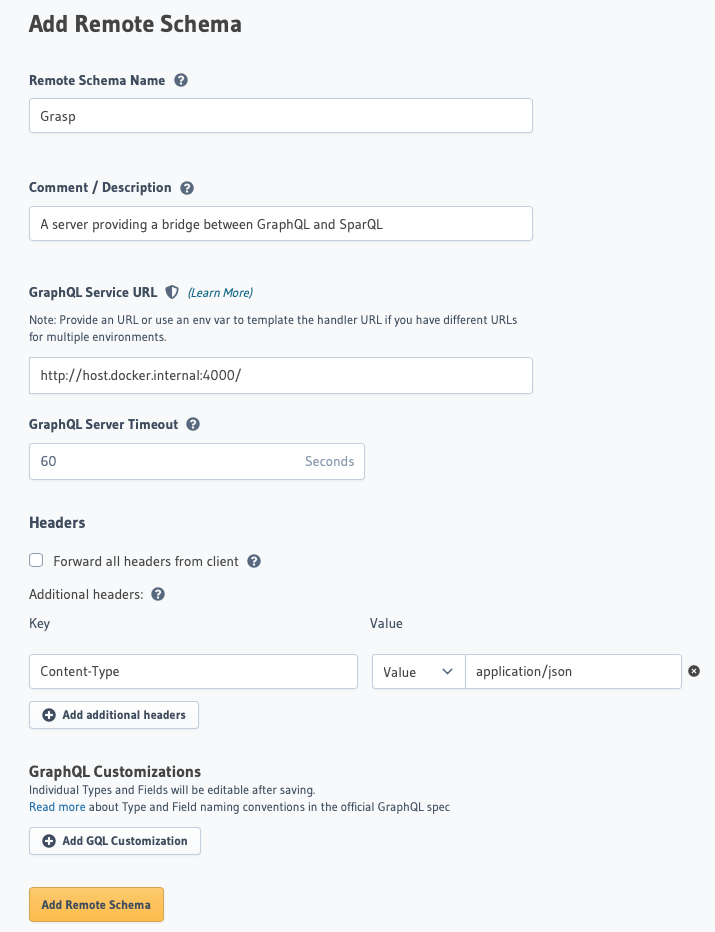 Add Remote Schema
Remote Schema Name
Grasp
Comment / Description
A server providing a bridge between GraphQL and SparQL
GraphQL Service URL (Learn More)
Note: Provide an URL or use an env var to template the handler URL if you have different URLs
for multiple environments.
http://host.docker.internal:4000/
GraphQL Server Timeout
60 Seconds
Headers
Forward all headers from client
Additional headers:
Key Value
Content-Type Value application/json
Add additional headers
GraphQL Customizations
Individual Types and Fields will be editable after saving.
Read more about Type and Field naming conventions in the official GraphQL spec
Add GQL Customization
Add Remote Schema